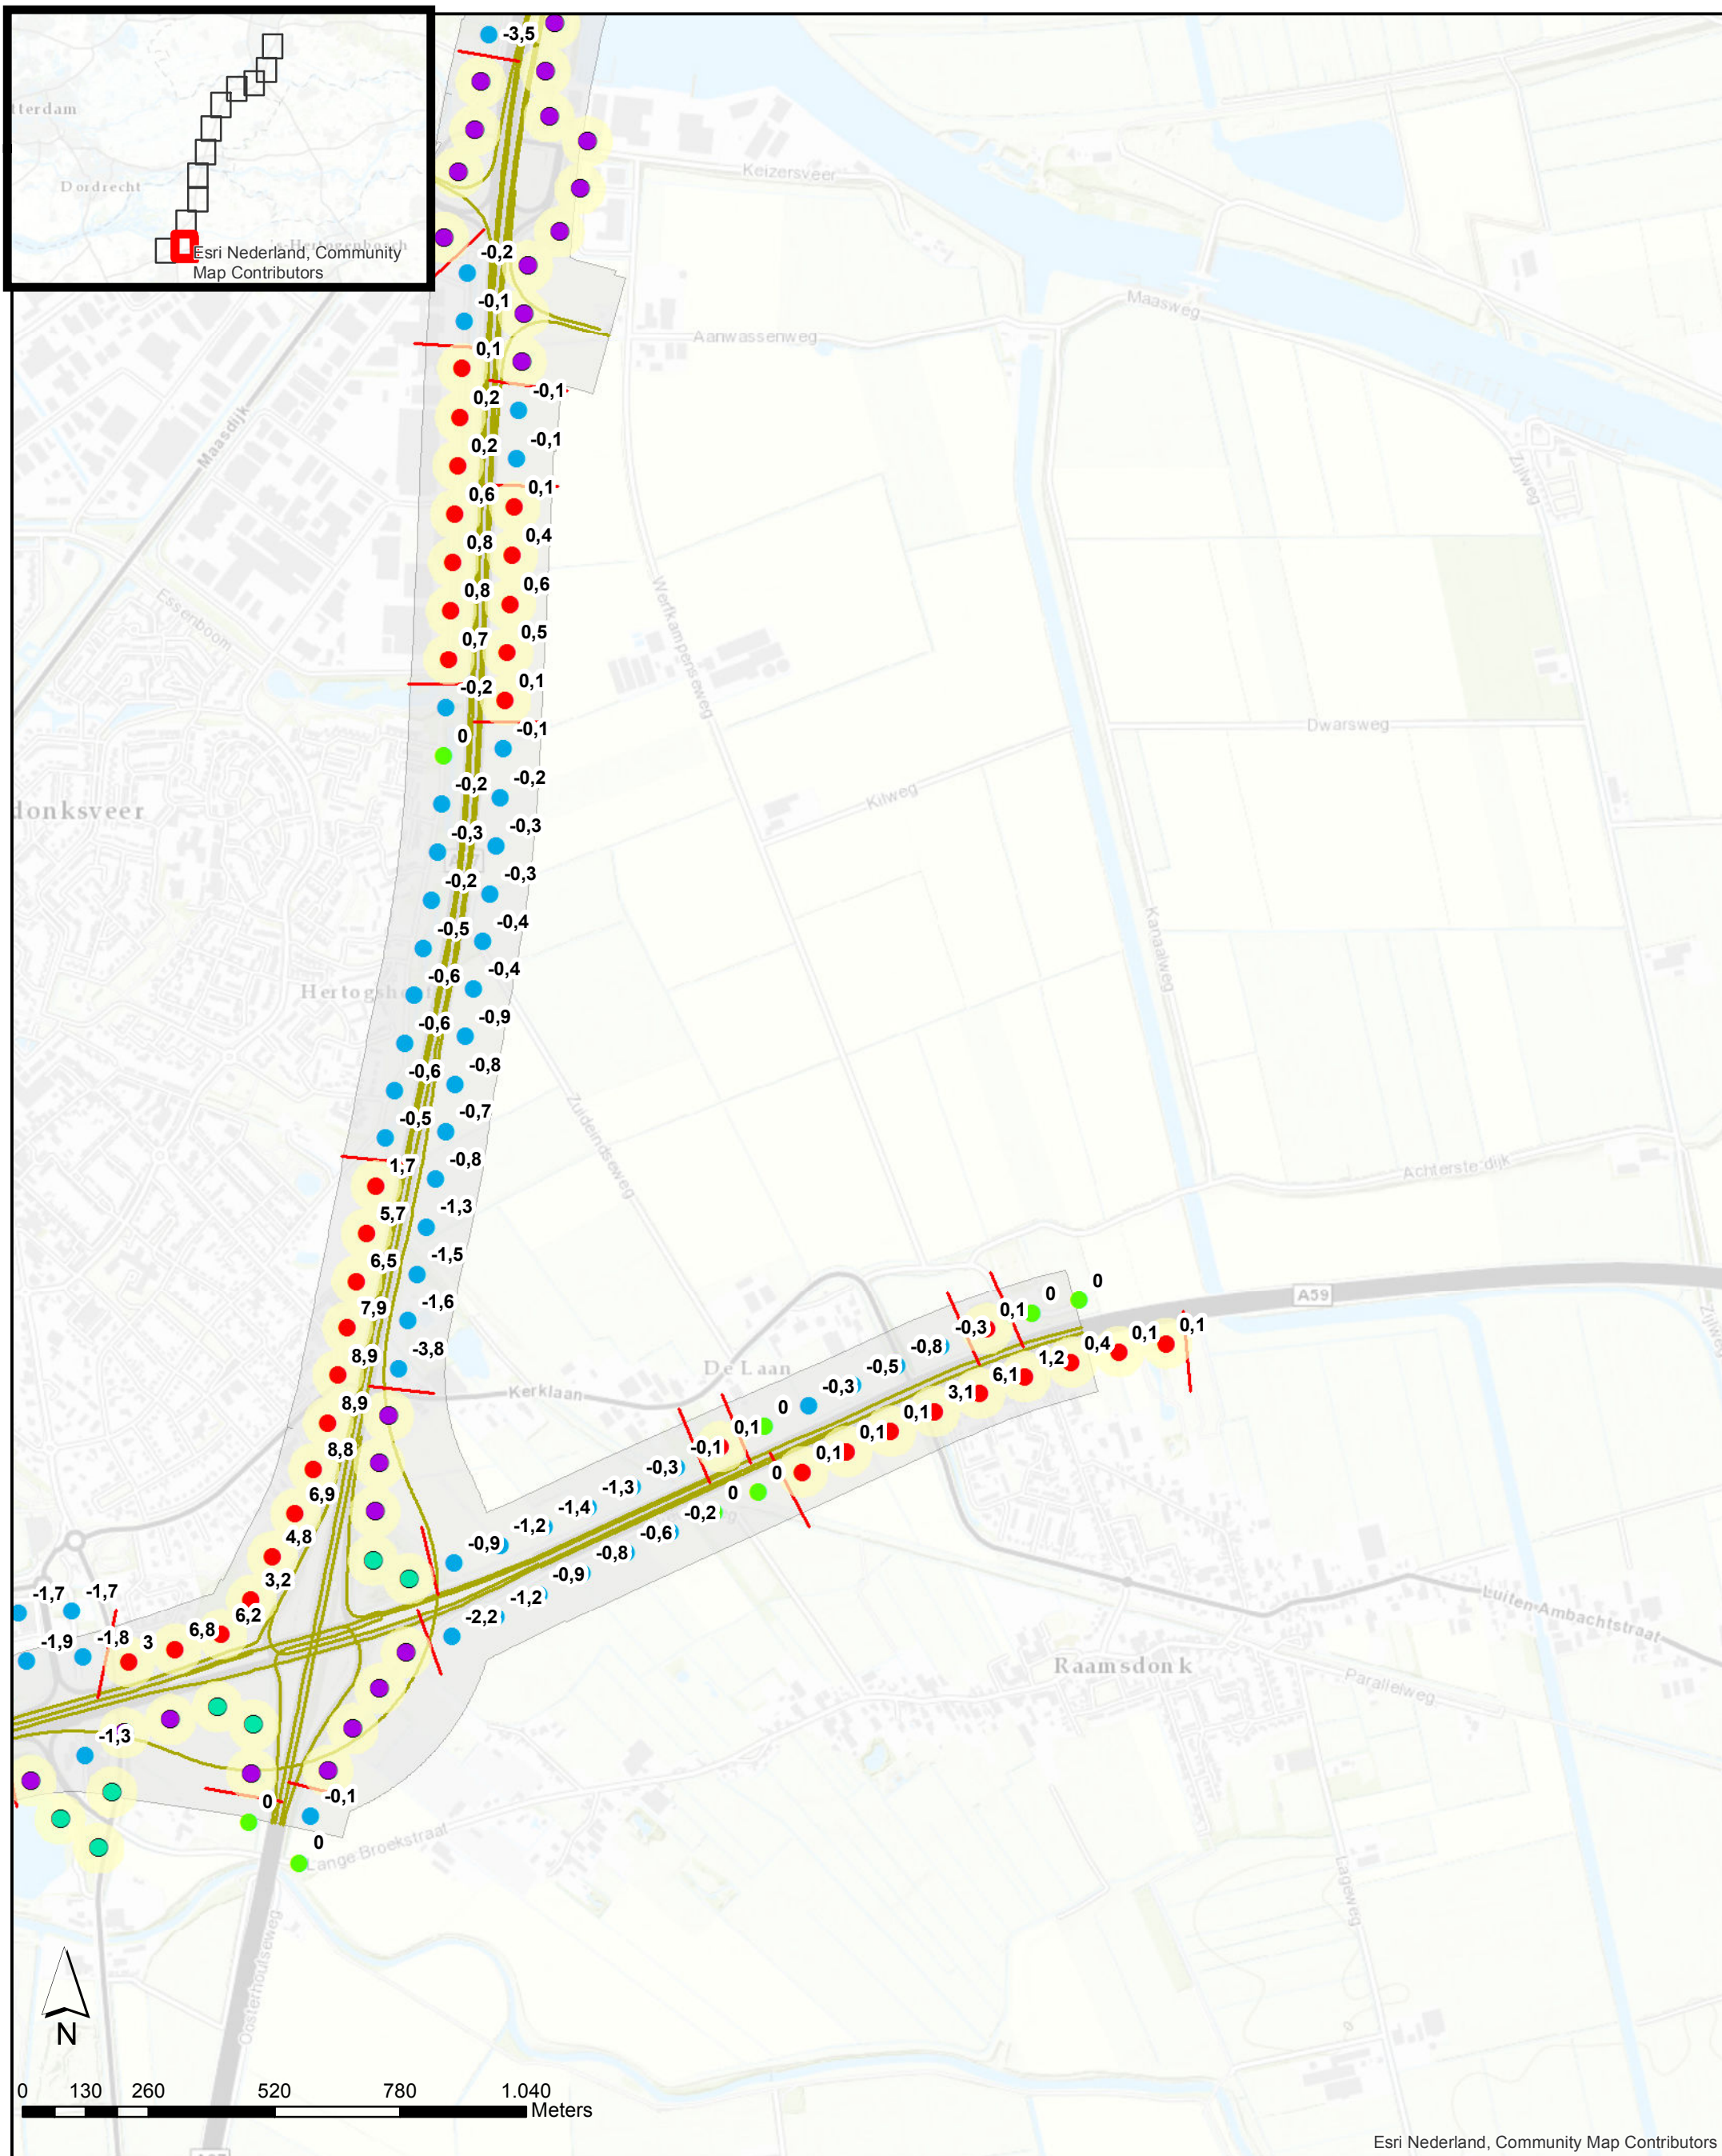 tterdam
Dordrecht
s-Hertogenbosch
Esri Nederland, Community
Map Contributors
-3,5
Keizersveer
-0,2
-0,1
Maasweg
Aanwassenweg
0,1
-0,1
0,2
Maasdijk
-0,1
0,2
Zijlweg
0,6
0,1
0,8
0,4
0,8
0,6
Essenboom
Werfkampenseweg
0,7
0,5
-0,2
0,1
0
-0,1
Dwarsweg
-0,2
-0,2
Kilweg
donksveer
-0,3
-0,3
-0,2
-0,3
-0,5
-0,4
Kanaalweg
-0,6
-0,4
Hertogsh
-0,6
-0,9
-0,6
-0,8
-0,5
-0,7
Zuideindseweg
1,7
-0,8
Achterste dijk
5,7
-1,3
6,5
-1,5
7,9
-1,6
8,9
-3,8
8,9
8,8
6,9
4,8
3,2
6,2
6,8
3
0
0
A59
0,1
-0,3
-0,8
-0,5
-0,3
0
0,1
-0,1
-0,3
-1,3
-1,4
-1,2
-0,9
0,1
0,1
0,4
1,2
6,1
3,1
0,1
0,1
0,1
0
0
-0,2
-0,6
-0,8
-0,9
-1,2
-2,2
De Laan
Kerklaan
Zijlweg
-1,7
-1,7
-1,9
-1,8
-1,3
Luiten-Ambachtstraat
Raamsdonk
Parallelweg
0
-0,1
0
Lange Broekstraat
Lageweg
Oosterhoutseweg
N
0 130 260 520 780 1.040
Meters
Esri Nederland, Community Map Contributors